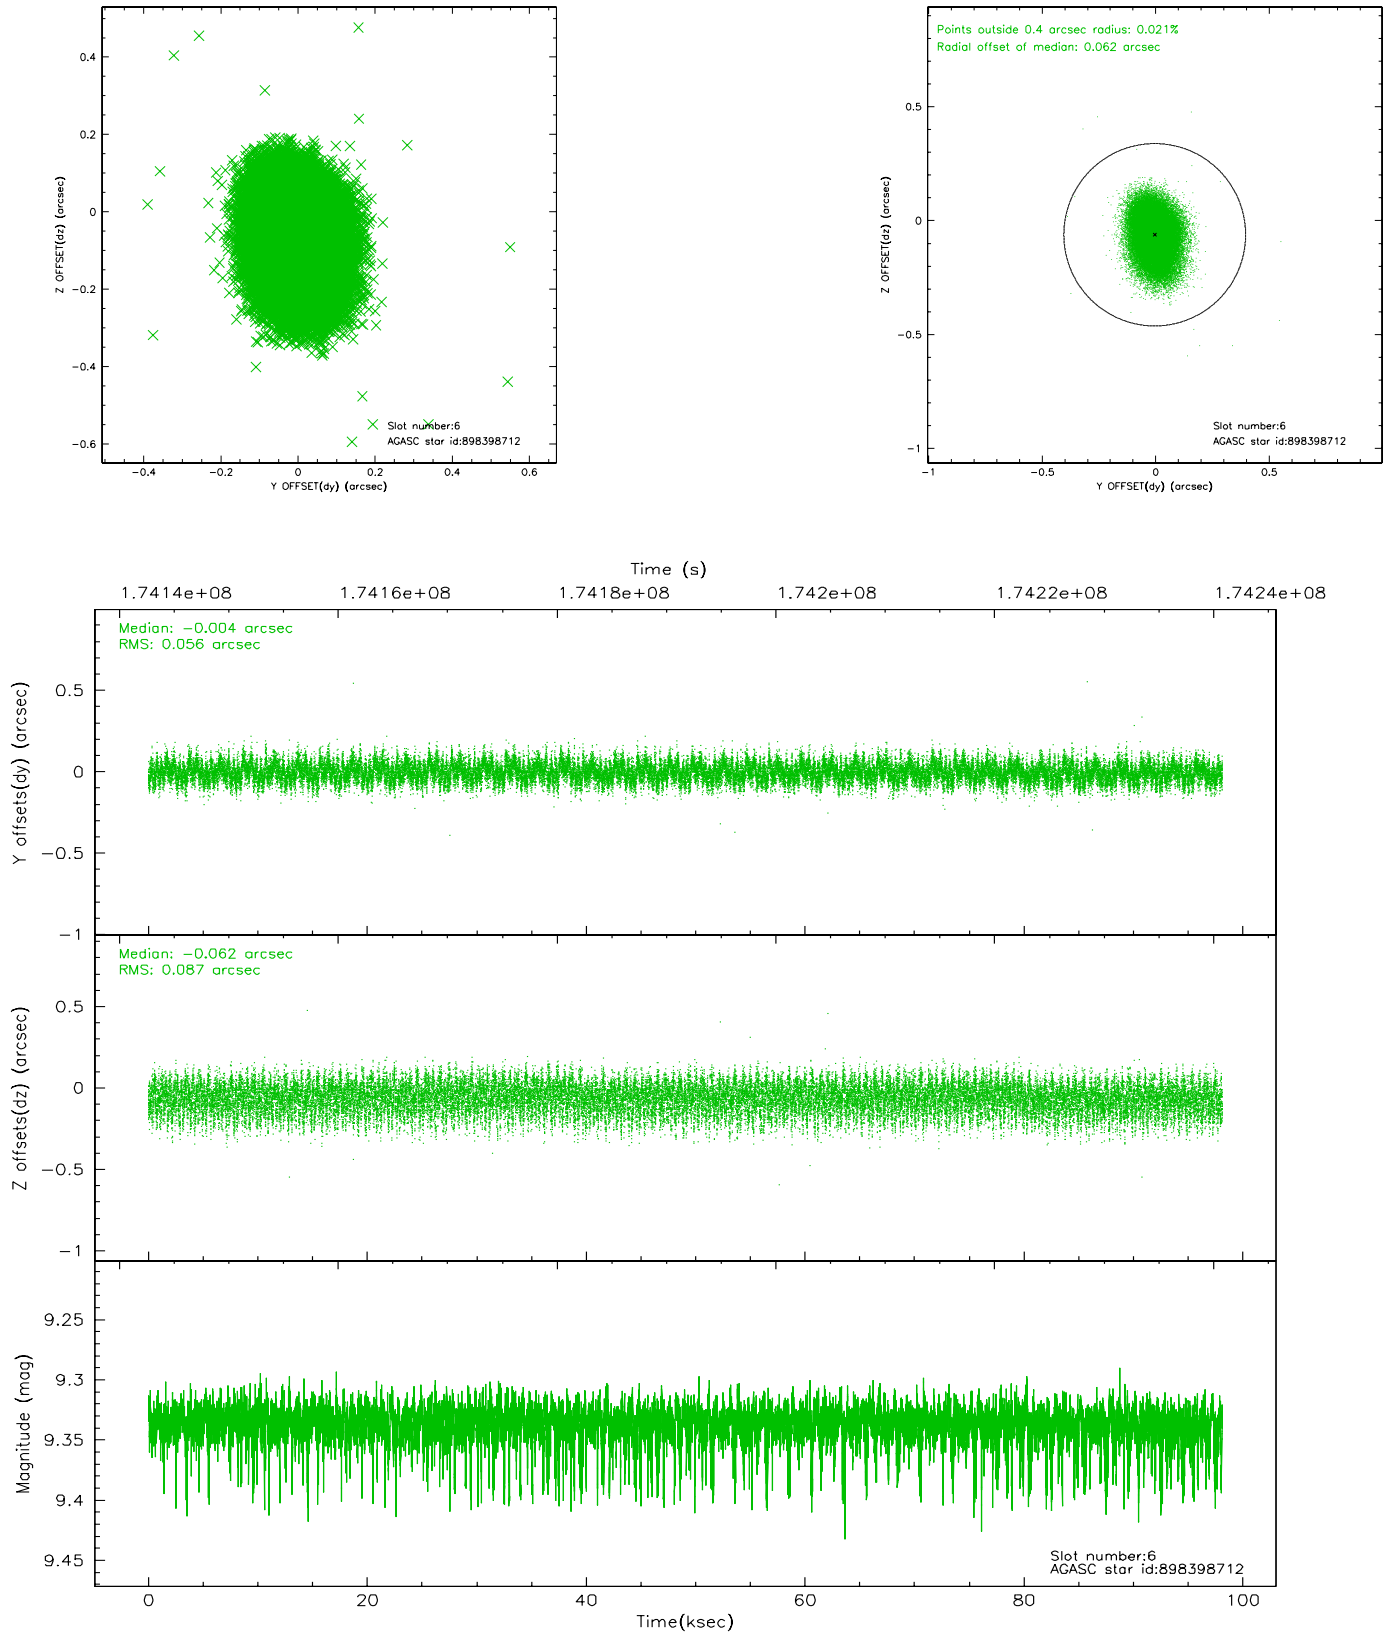 0.4
0.2
0
−0.2
−0.4
−0.6
Z OFFSET(dz) (arcsec)
Slot number:6
AGASC star id:898398712
−0.4
−0.2
0
0.2
0.4
0.6
Y OFFSET(dy) (arcsec)
Points outside 0.4 arcsec radius: 0.021%
Radial offset of median: 0.062 arcsec
0.5
0
−0.5
−1
Z OFFSET(dz) (arcsec)
Slot number:6
AGASC star id:898398712
−1
−0.5
0
0.5
Y OFFSET(dy) (arcsec)
Time (s)
1.7414e+08
1.7416e+08
1.7418e+08
1.742e+08
1.7422e+08
1.7424e+08
Median: −0.004 arcsec
RMS: 0.056 arcsec
0.5
0
−0.5
−1
Y offsets(dy) (arcsec)
Median: −0.062 arcsec
RMS: 0.087 arcsec
0.5
0
−0.5
−1
Z offsets(dz) (arcsec)
9.25
9.3
9.35
9.4
9.45
Magnitude (mag)
Slot number:6
AGASC star id:898398712
0
20
40
60
80
100
Time(ksec)